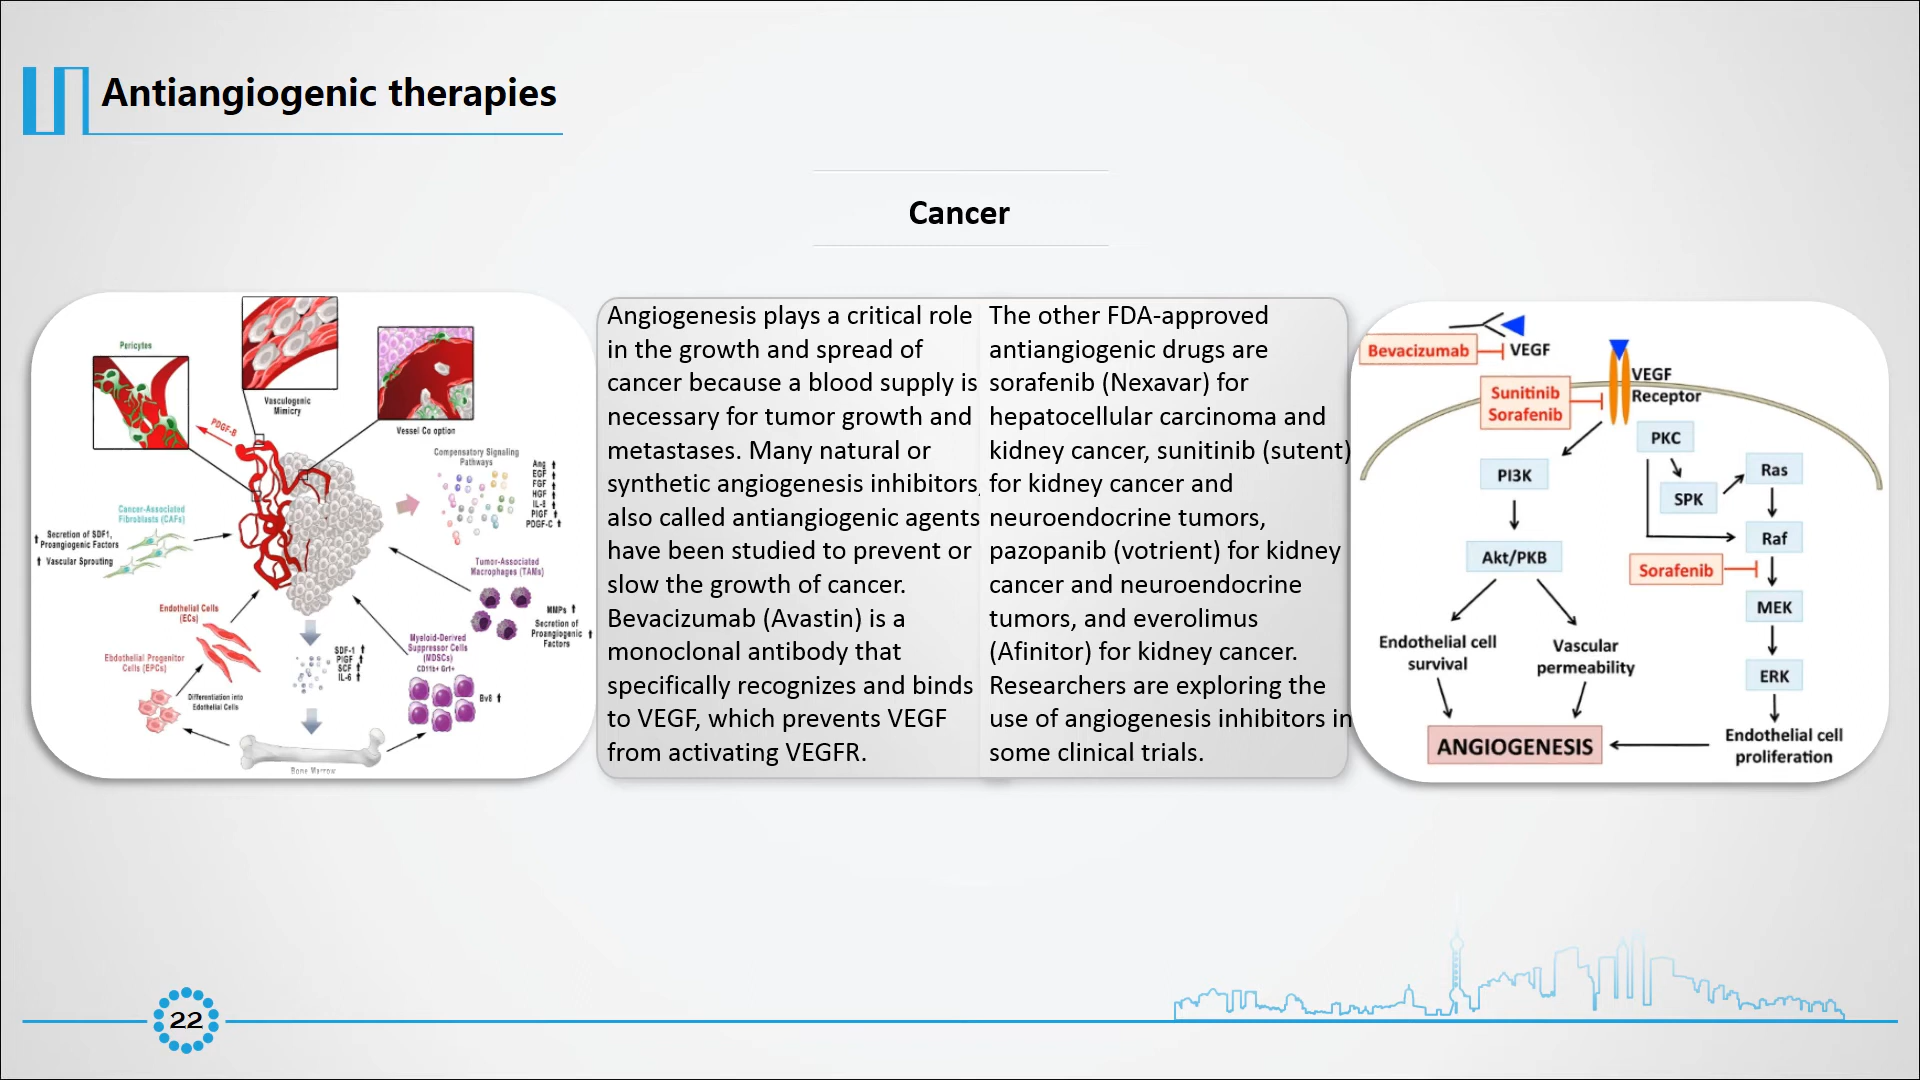 Antiangiogenic therapies
Cancer
Pericytes
Vasculogenic
Mimicry
Vessel Co option
PDGF-B
Compensatory Signaling
Pathways
Ang
EGF
FGF
HGF
IL-8
PIGF
PDGF-C
Cancer-Associated
Fibroblasts (CAFs)
Secretion of SDF1,
Proangiogenic Factors
Vascular Sprouting
Tumor-Associated
Macrophages (TAMs)
MMPs
Secretion of
Proangiogenic
Factors
Endothelial Cells
(ECs)
Endothelial Progenitor
Cells (EPCs)
Differentiation into
Edothelial Cells
SDF-1
PIGF
SCF
IL-6
Myeloid-Derived
Suppressor Cells
(MDSCs)
CD11b+ Gr1+
Bv8
Bone Marrow
Angiogenesis plays a critical role
in the growth and spread of
cancer because a blood supply is
necessary for tumor growth and
metastases. Many natural or
synthetic angiogenesis inhibitors,
also called antiangiogenic agents
have been studied to prevent or
slow the growth of cancer.
Bevacizumab (Avastin) is a
monoclonal antibody that
specifically recognizes and binds
to VEGF, which prevents VEGF
from activating VEGFR.
The other FDA-approved
antiangiogenic drugs are
sorafenib (Nexavar) for
hepatocellular carcinoma and
kidney cancer, sunitinib (sutent)
for kidney cancer and
neuroendocrine tumors,
pazopanib (votrient) for kidney
cancer and neuroendocrine
tumors, and everolimus
(Afinitor) for kidney cancer.
Researchers are exploring the
use of angiogenesis inhibitors in
some clinical trials.
Bevacizumab
VEGF
Sunitinib
Sorafenib
VEGF
Receptor
PKC
PI3K
SPK
Ras
Raf
Akt/PKB
Sorafenib
MEK
Endothelial cell
survival
Vascular
permeability
ERK
ANGIOGENESIS
Endothelial cell
proliferation
22